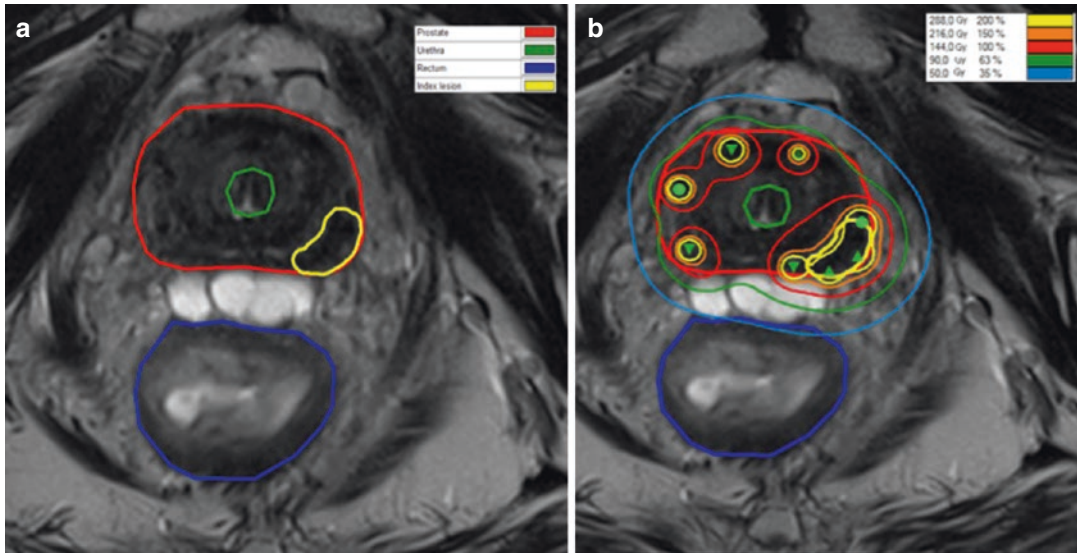 a
Prostate
Urethra
Rectum
Index lesion
b
288,0 Gy 200 %
216,0 Gy 150 %
144,0 Gy 100 %
90,0 Gy 63 %
50,0 Gy 35 %